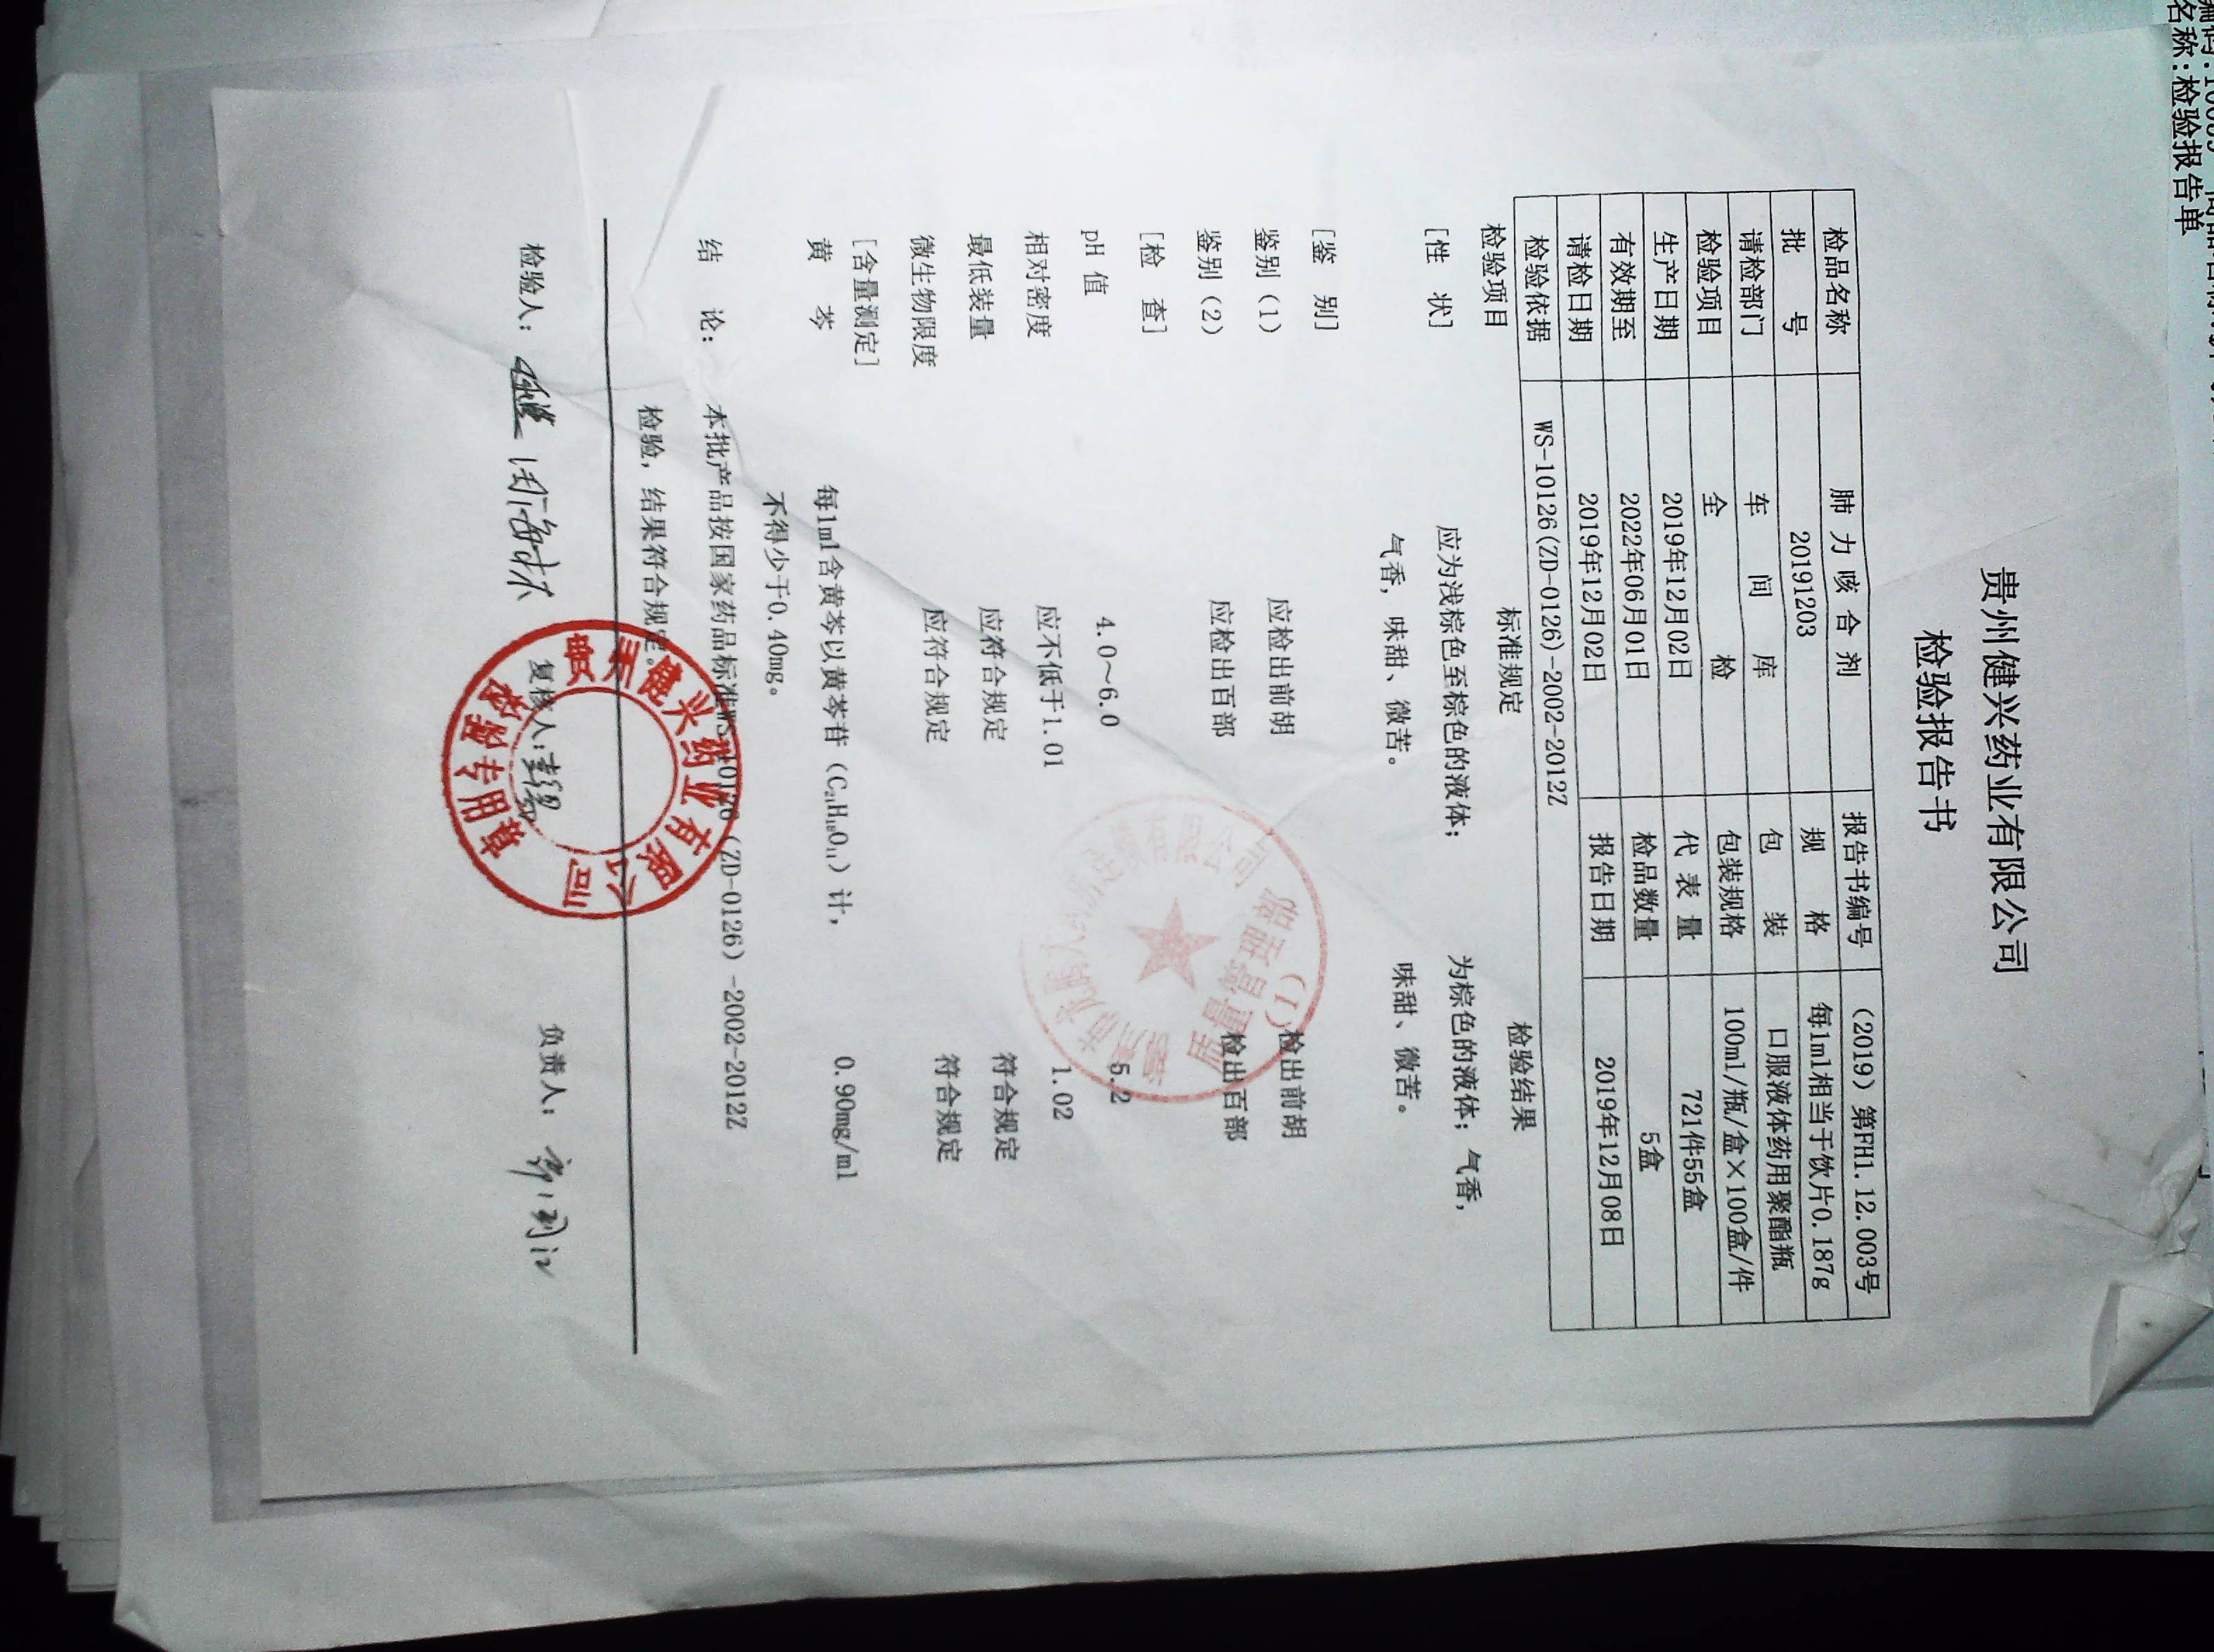 名称:检验报告单
贵州健兴药业有限公司
检验报告书
检品名称 肺力咳合剂 报告书编号 (2019)第FH1.12.003号
批号 20191203 规格 每1ml相当于饮片0.187g
请检部门 车间库 包装 口服液体药用聚酯瓶
检验项目 全检 包装规格 100ml/瓶/盒×100盒/件
生产日期 2019年12月02日 代表量 721件55盒
有效期至 2022年06月01日 检品数量 5盒
请检日期 2019年12月02日 报告日期 2019年12月08日
检验依据 WS-10126(ZD-0126)-2002-2012Z
检验项目 标准规定 检验结果
[性状] 应为浅棕色至棕色的液体; 为棕色的液体;气香,
气香,味甜、微苦。 味甜、微苦。
[鉴别]
鉴别(1) 应检出前胡 检出前胡
鉴别(2) 应检出百部 检出百部
[检查]
pH 值 4.0~6.0 5.2
相对密度 应不低于1.01 1.02
最低装量 应符合规定 符合规定
微生物限度 应符合规定 符合规定
[含量测定]
黄芩 每1ml含黄芩以黄芩苷(C₂₁H₁₈O₁₁)计, 0.90mg/ml
不得少于0.40mg。
结论: 本批产品按国家药品标准WS-10126(ZD-0126)-2002-2012Z
检验,结果符合规定。
检验人: 复核人: 负责人:
贵州健兴药业有限公司
质检专用章
质量管理部
(1)